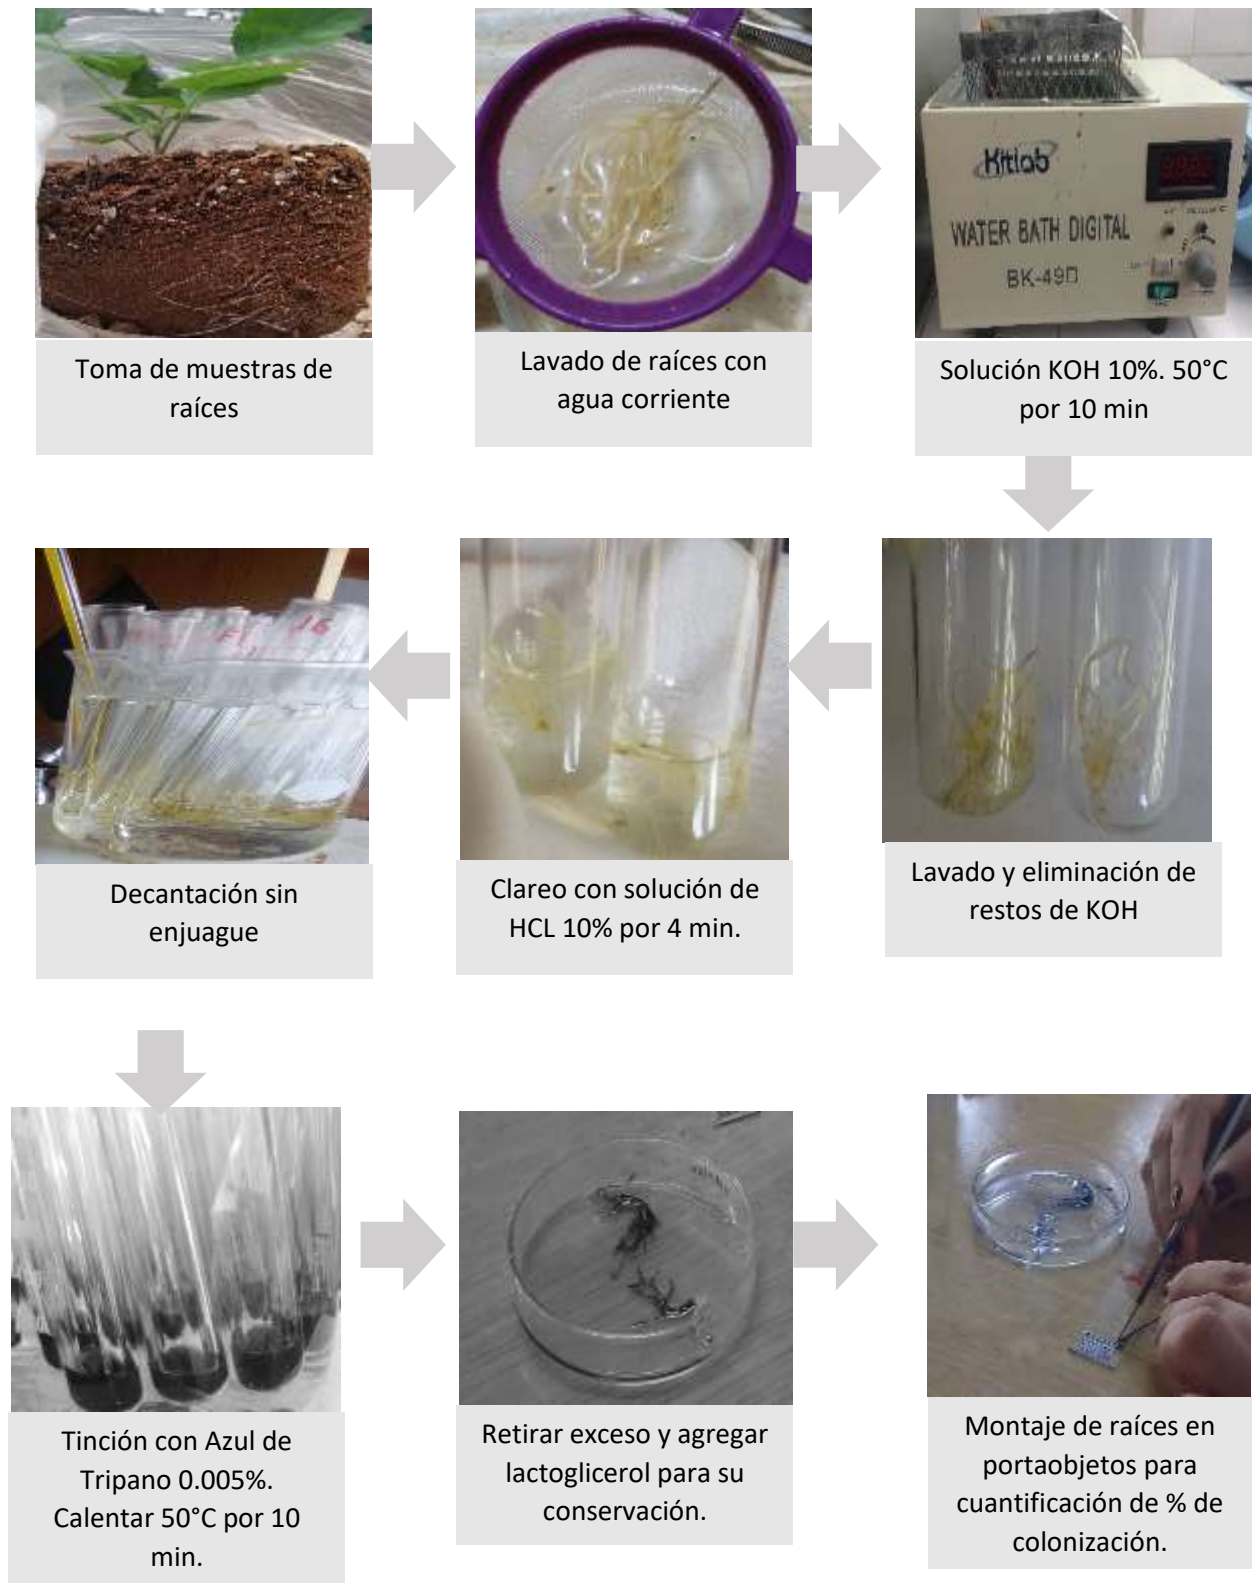 Kitlab
WATER BATH DIGITAL
BK-49D
Toma de muestras de
raíces
Lavado de raíces con
agua corriente
Solución KOH 10%. 50°C
por 10 min
16
Decantación sin
enjuague
Clareo con solución de
HCL 10% por 4 min.
Lavado y eliminación de
restos de KOH
Tinción con Azul de
Tripano 0.005%.
Calentar 50°C por 10
min.
Retirar exceso y agregar
lactoglicerol para su
conservación.
Montaje de raíces en
portaobjetos para
cuantificación de % de
colonización.